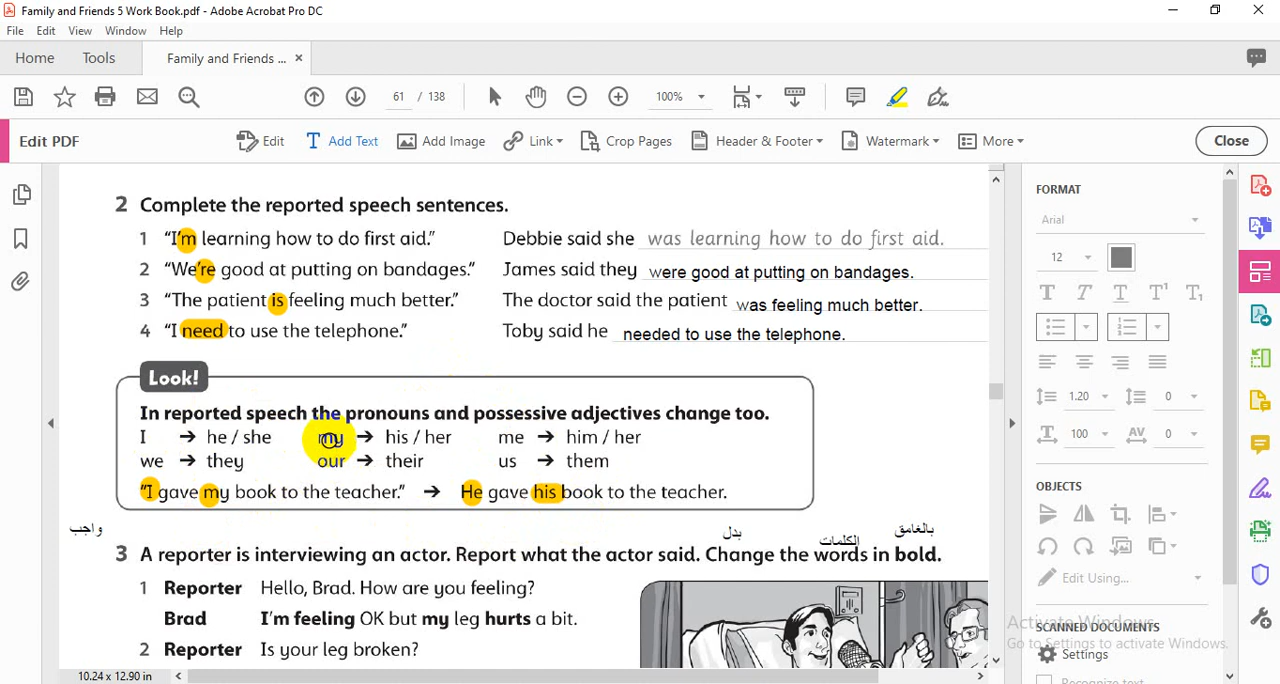 Family and Friends 5 Work Book.pdf - Adobe Acrobat Pro DC
File Edit View Window Help
Home Tools Family and Friends ... ×
61 / 138 100%
Edit PDF Edit Add Text Add Image Link Crop Pages Header & Footer Watermark More Close
2 Complete the reported speech sentences.
1 “I’m learning how to do first aid.” Debbie said she was learning how to do first aid.
2 “We’re good at putting on bandages.” James said they were good at putting on bandages.
3 “The patient is feeling much better.” The doctor said the patient was feeling much better.
4 “I need to use the telephone.” Toby said he needed to use the telephone.
Look!
In reported speech the pronouns and possessive adjectives change too.
I → he / she my → his / her me → him / her
we → they our → their us → them
“I gave my book to the teacher.” → He gave his book to the teacher.
واجب بدل الكلمات بالغامق
3 A reporter is interviewing an actor. Report what the actor said. Change the words in bold.
1 Reporter Hello, Brad. How are you feeling?
Brad I’m feeling OK but my leg hurts a bit.
2 Reporter Is your leg broken?
10.24 x 12.90 in
FORMAT
Arial
12
T T T T¹ T₁
1.20 0
100 AV 0
OBJECTS
Edit Using...
SCANNED DOCUMENTS
Settings
Recognize text
Activate Windows
Go to Settings to activate Windows.